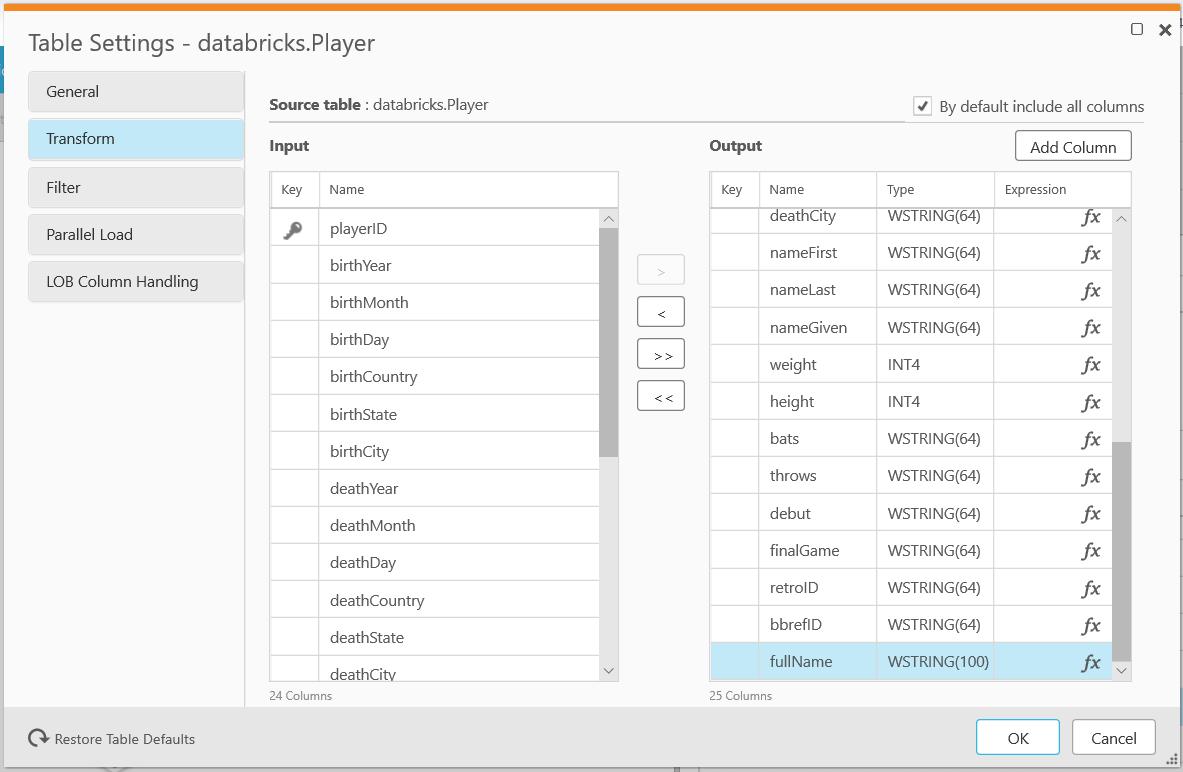 Table Settings - databricks.Player
General
Transform
Filter
Parallel Load
LOB Column Handling
Source table : databricks.Player
By default include all columns
Input
Output
Add Column
Key Name
playerID
birthYear
birthMonth
birthDay
birthCountry
birthState
birthCity
deathYear
deathMonth
deathDay
deathCountry
deathState
deathCity
24 Columns
>
<
>>
<<
Key Name Type Expression
deathCity WSTRING(64) fx
nameFirst WSTRING(64) fx
nameLast WSTRING(64) fx
nameGiven WSTRING(64) fx
weight INT4 fx
height INT4 fx
bats WSTRING(64) fx
throws WSTRING(64) fx
debut WSTRING(64) fx
finalGame WSTRING(64) fx
retroID WSTRING(64) fx
bbrefID WSTRING(64) fx
fullName WSTRING(100) fx
25 Columns
Restore Table Defaults
OK
Cancel